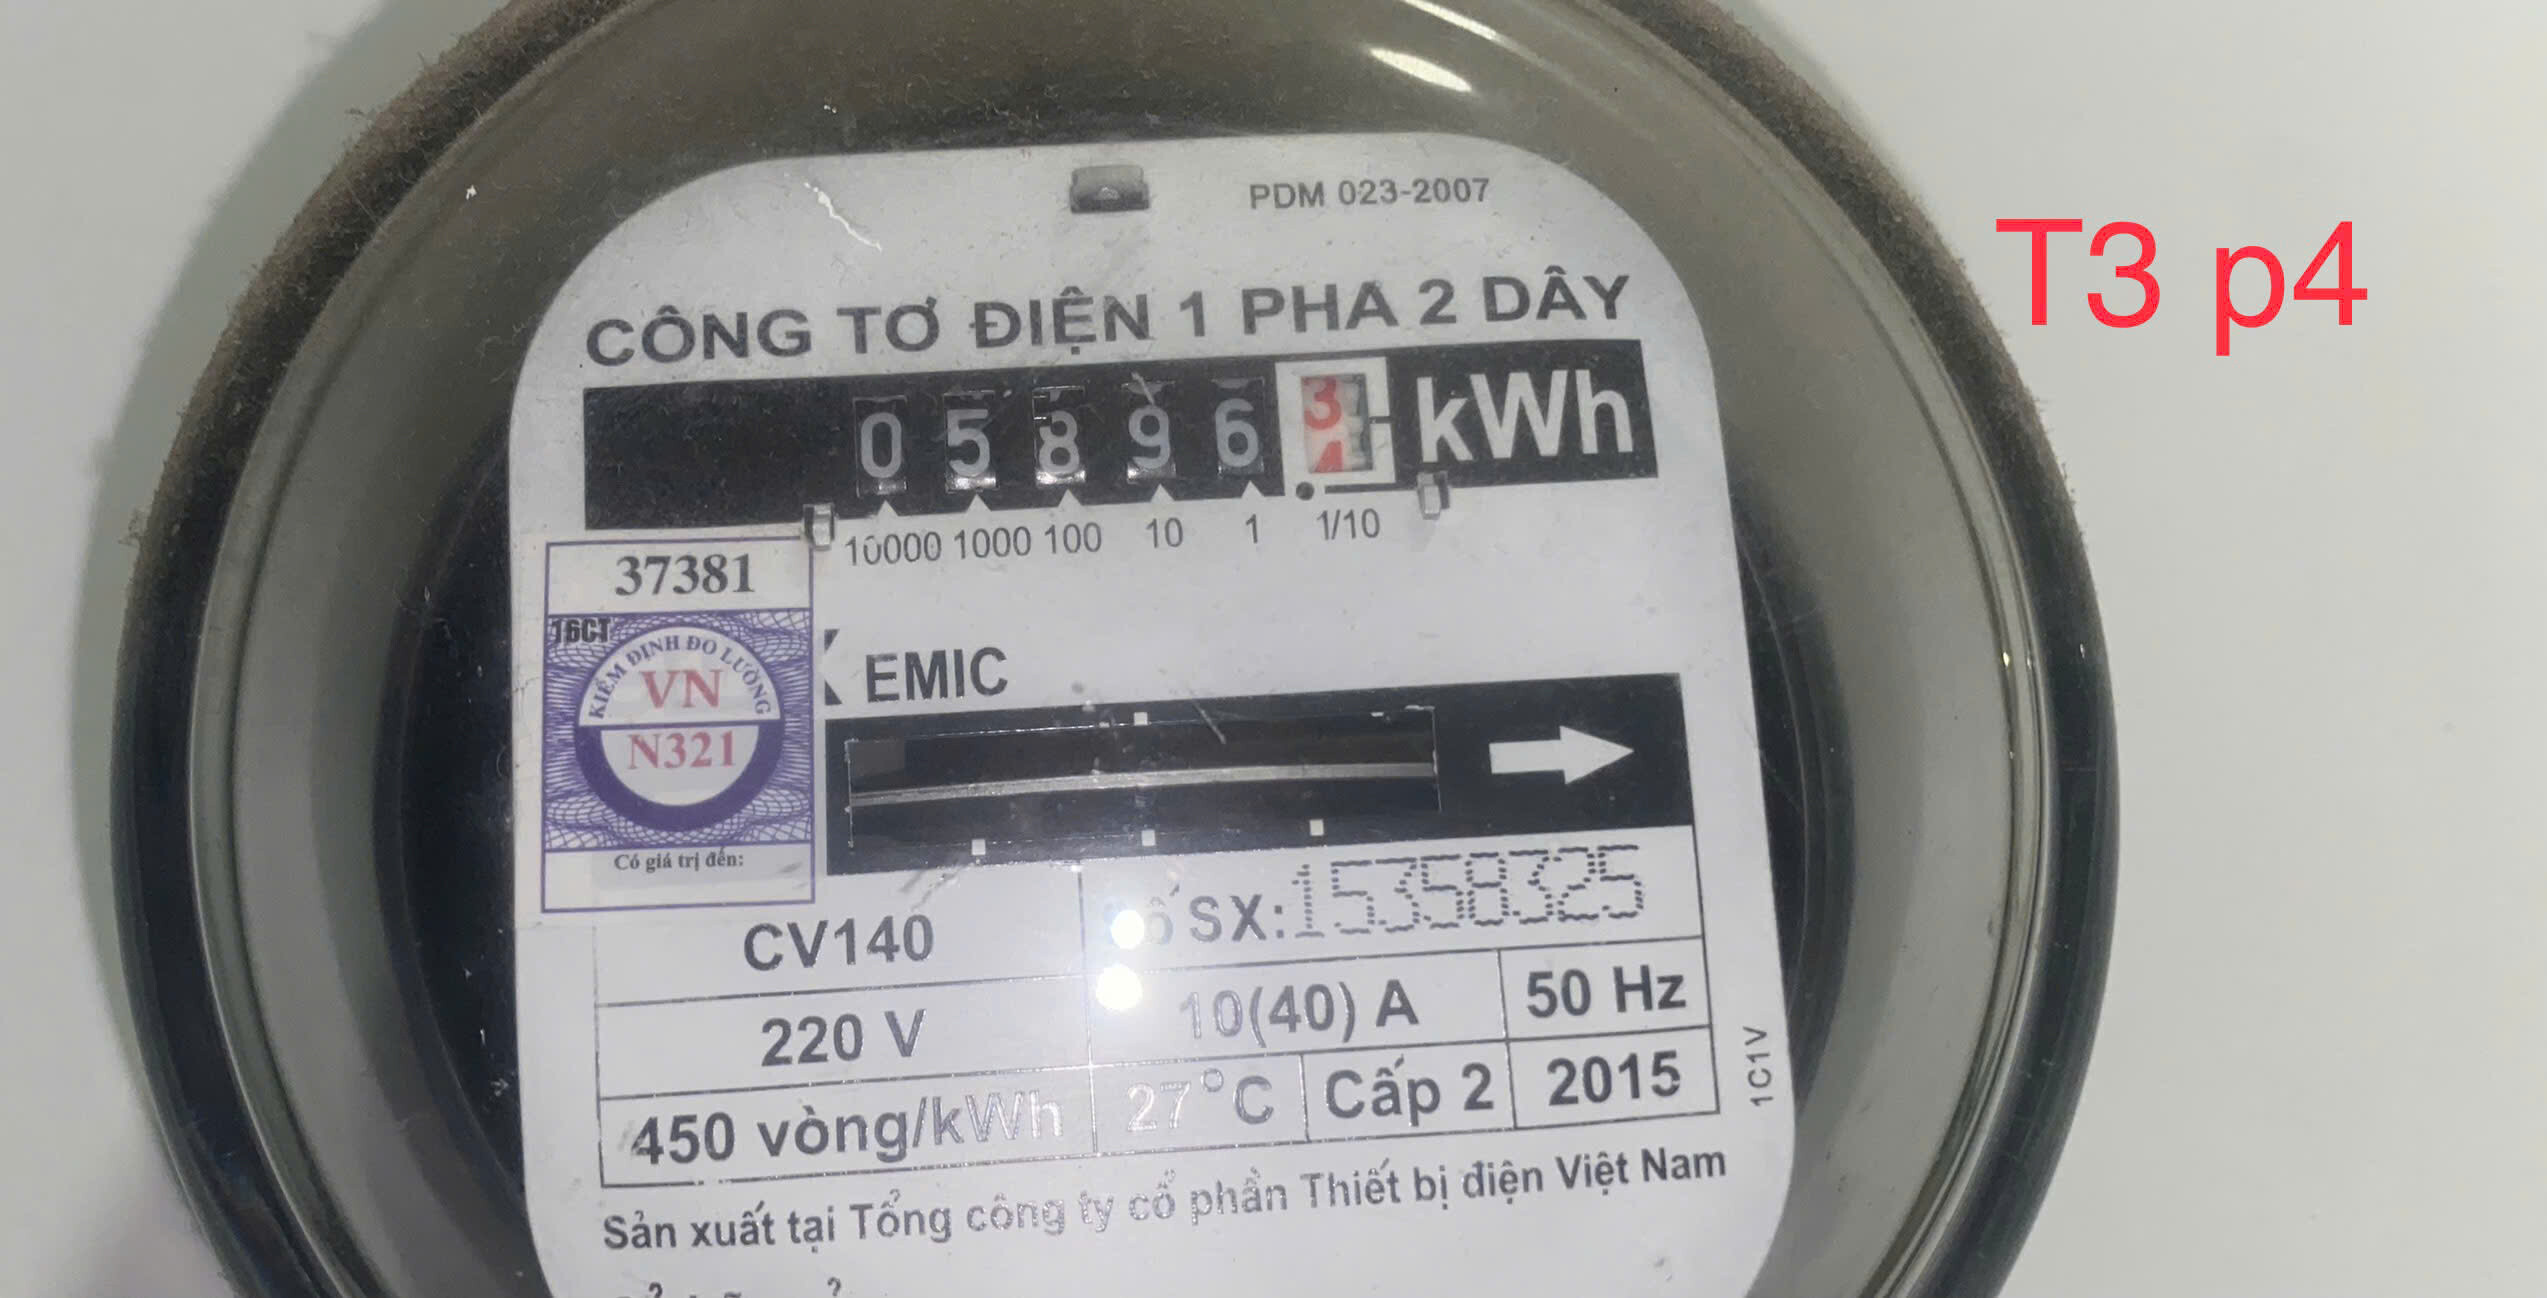 PDM 023-2007
T3 p4
CÔNG TƠ ĐIỆN 1 PHA 2 DÂY
0 5 8 9 6 3 kWh
10000 1000 100 10 1 1/10
37381
16CT
KIỂM ĐỊNH ĐO LƯỜNG
VN
N321
Có giá trị đến:
EMIC
CV140
Số SX:15358325
220 V
10(40) A
50 Hz
450 vòng/kWh
27°C
Cấp 2
2015
1C1V
Sản xuất tại Tổng công ty cổ phần Thiết bị điện Việt Nam